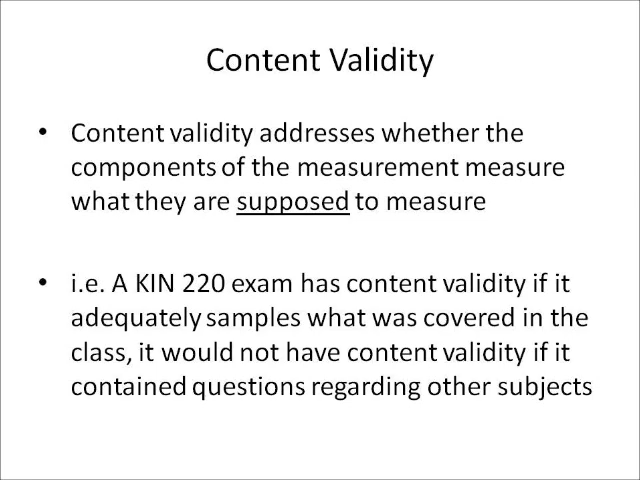 Content Validity
• Content validity addresses whether the
components of the measurement measure
what they are supposed to measure
• i.e. A KIN 220 exam has content validity if it
adequately samples what was covered in the
class, it would not have content validity if it
contained questions regarding other subjects